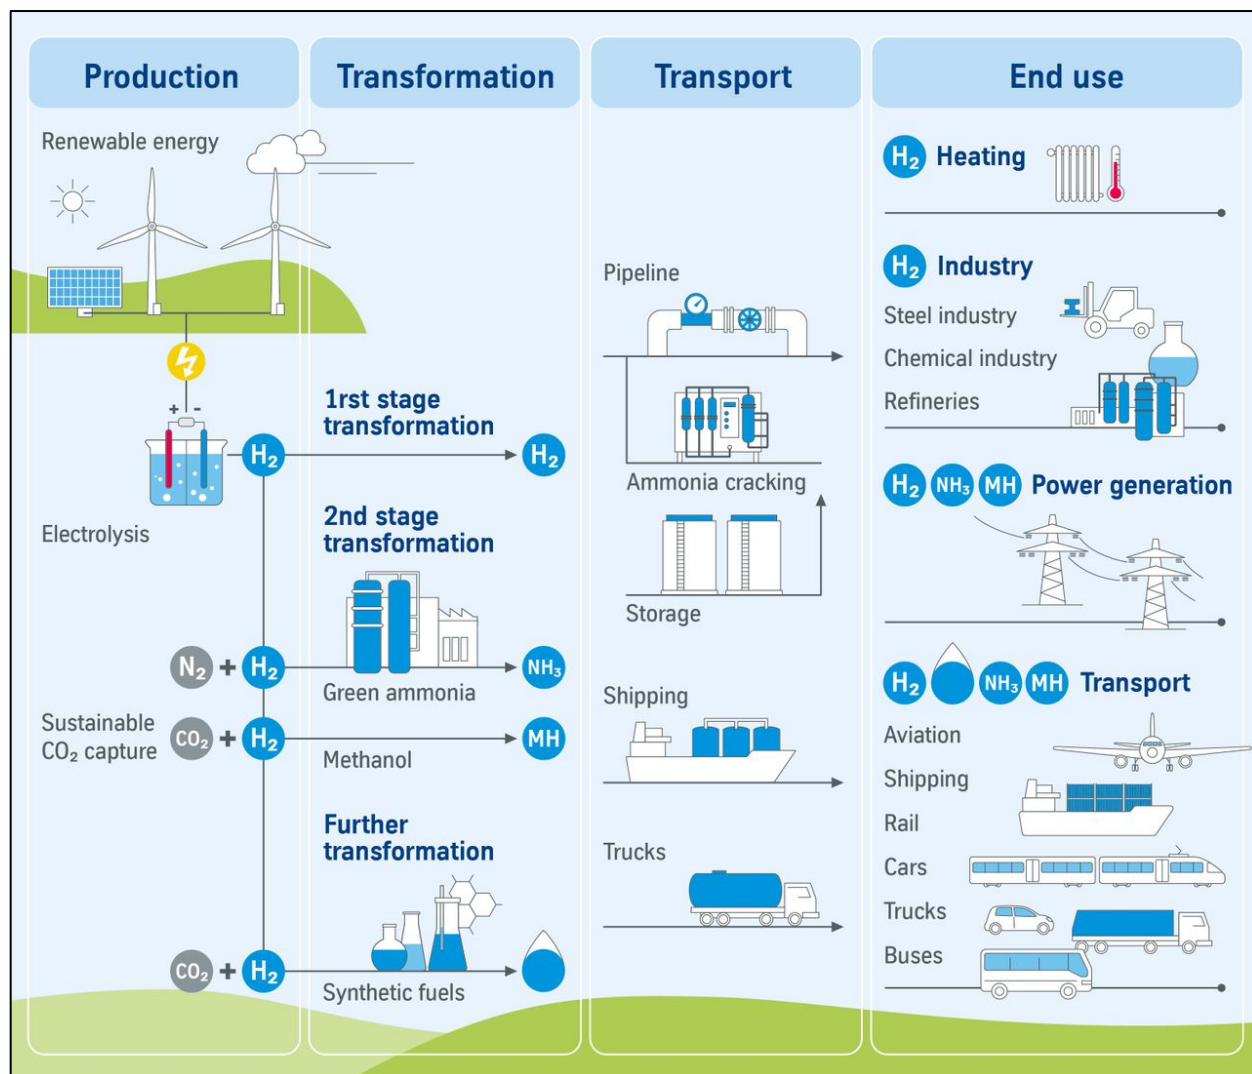 Production
Renewable energy
+ -
H₂
Electrolysis
N₂ + H₂
Sustainable
CO₂ capture
CO₂ + H₂
CO₂ + H₂
Transformation
1rst stage
transformation
H₂
2nd stage
transformation
Green ammonia
NH₃
Methanol
MH
Further
transformation
Synthetic fuels
Transport
Pipeline
Ammonia cracking
Storage
Shipping
Trucks
End use
H₂ Heating
H₂ Industry
Steel industry
Chemical industry
Refineries
H₂ NH₃ MH Power generation
H₂ NH₃ MH Transport
Aviation
Shipping
Rail
Cars
Trucks
Buses